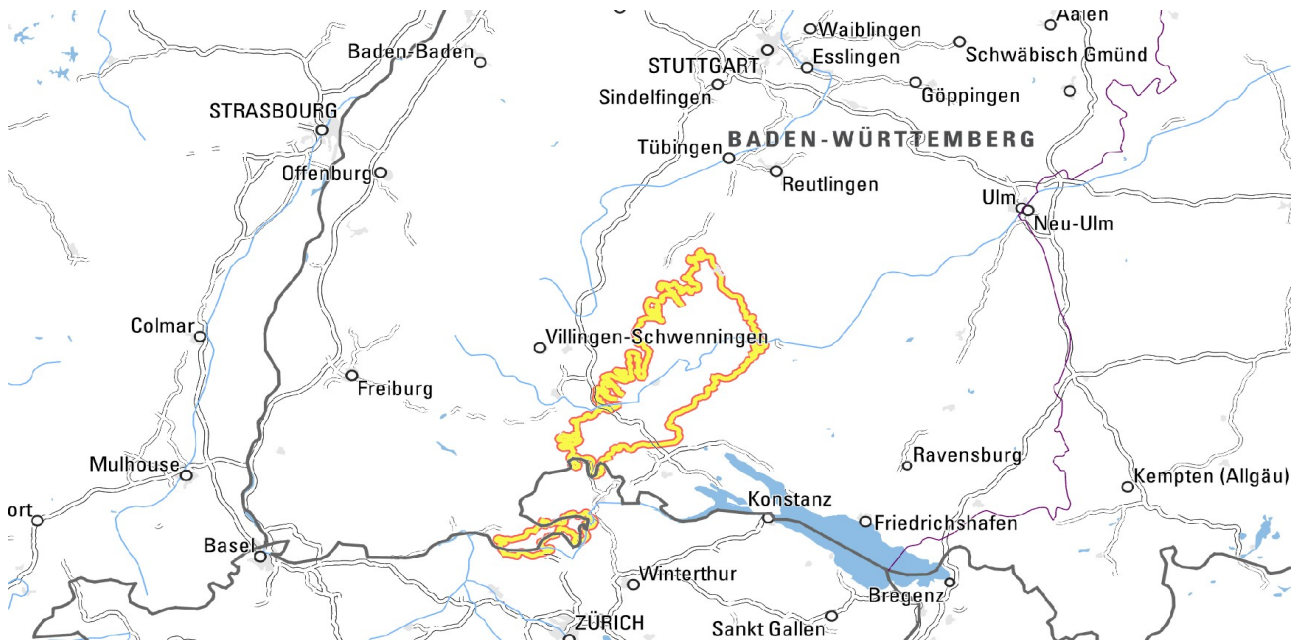 Aalen
Waiblingen
Baden-Baden
Schwäbisch Gmünd
Esslingen
STUTTGART
Sindelfingen
Göppingen
STRASBOURG
BADEN-WÜRTTEMBERG
Tübingen
Offenburg
Reutlingen
Ulm
Neu-Ulm
Colmar
Villingen-Schwenningen
Freiburg
Ravensburg
Mulhouse
Kempten (Allgäu)
Konstanz
ort
Friedrichshafen
Basel
Winterthur
Bregenz
ZÜRICH
Sankt Gallen